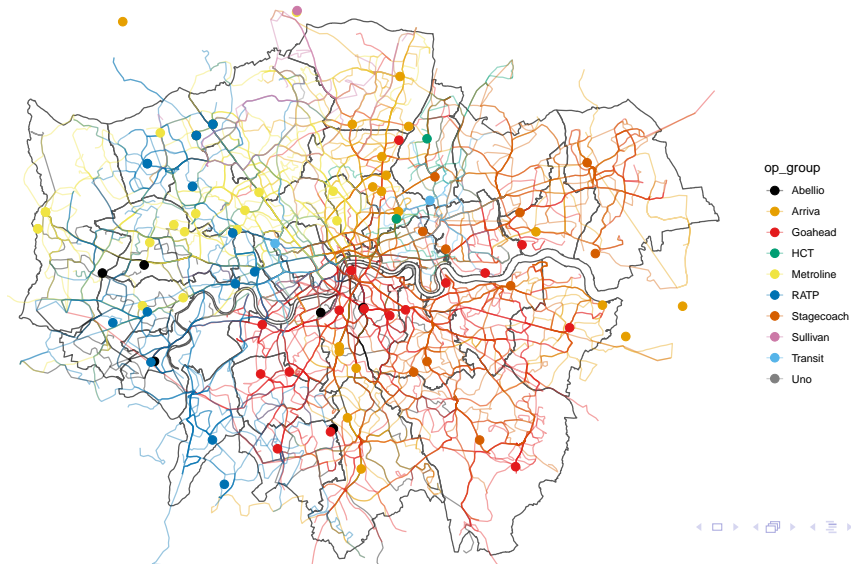 op_group
Abellio
Arriva
Goahead
HCT
Metroline
RATP
Stagecoach
Sullivan
Transit
Uno